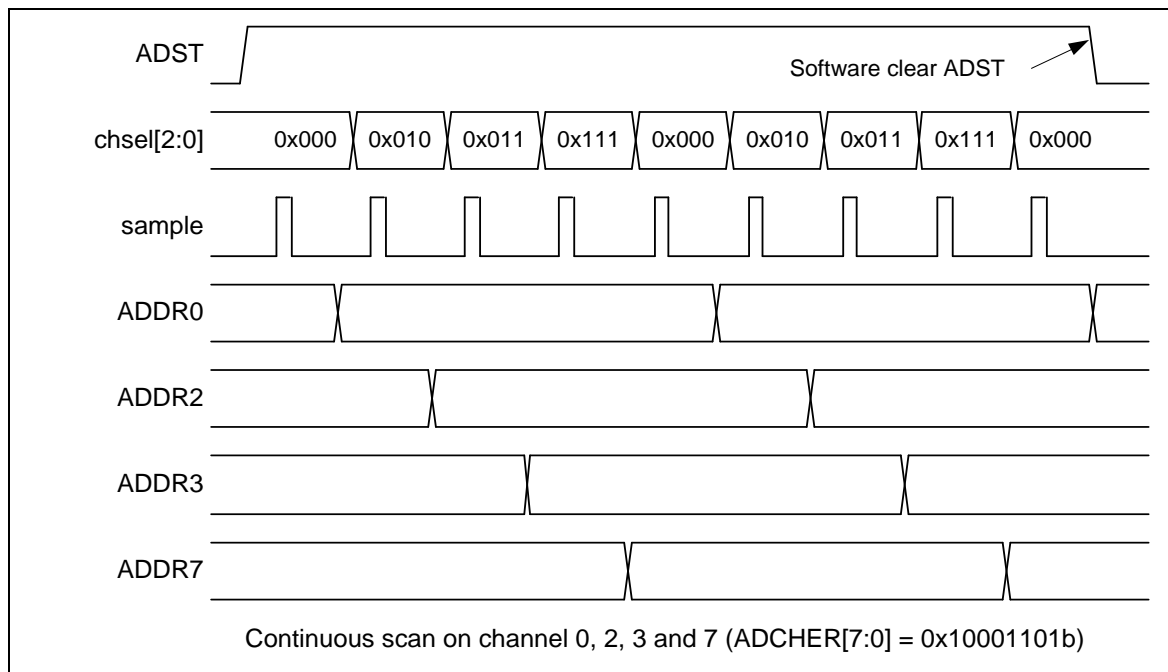 ADST
Software clear ADST
chsel[2:0] 0x000 0x010 0x011 0x111 0x000 0x010 0x011 0x111 0x000
sample
ADDR0
ADDR2
ADDR3
ADDR7
Continuous scan on channel 0, 2, 3 and 7 (ADCHER[7:0] = 0x10001101b)